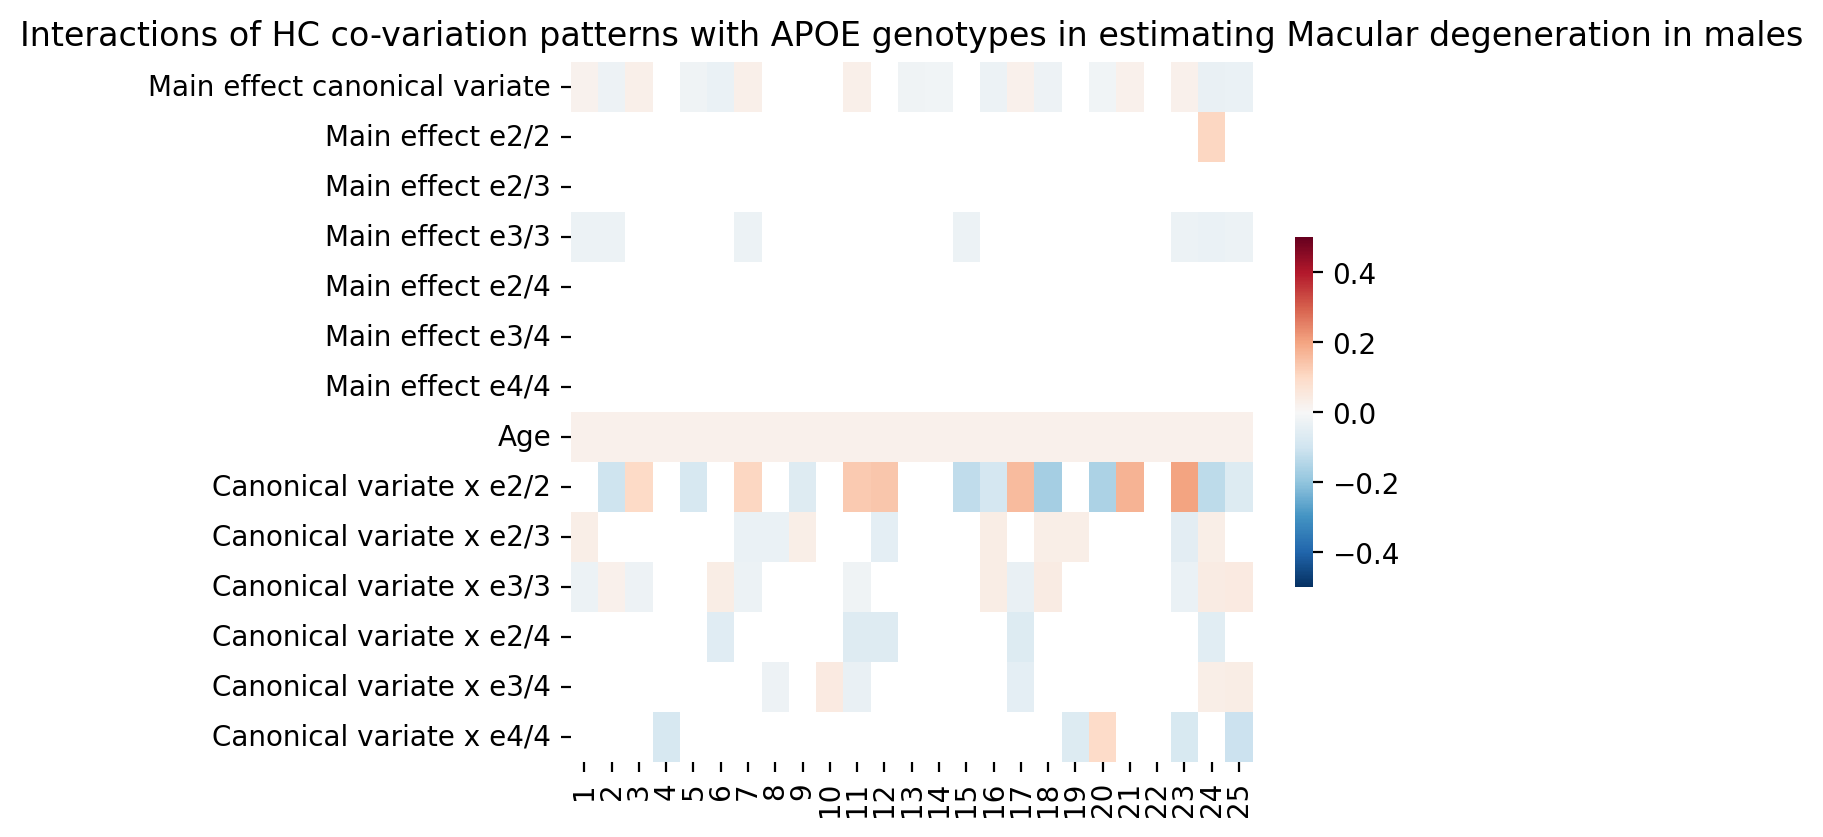 Interactions of HC co-variation patterns with APOE genotypes in estimating Macular degeneration in males
Main effect canonical variate
Main effect e2/2
Main effect e2/3
Main effect e3/3
Main effect e2/4
Main effect e3/4
Main effect e4/4
Age
Canonical variate x e2/2
Canonical variate x e2/3
Canonical variate x e3/3
Canonical variate x e2/4
Canonical variate x e3/4
Canonical variate x e4/4
1 2 3 4 5 6 7 8 9 10 11 12 13 14 15 16 17 18 19 20 21 22 23 24 25
0.4
0.2
0.0
−0.2
−0.4